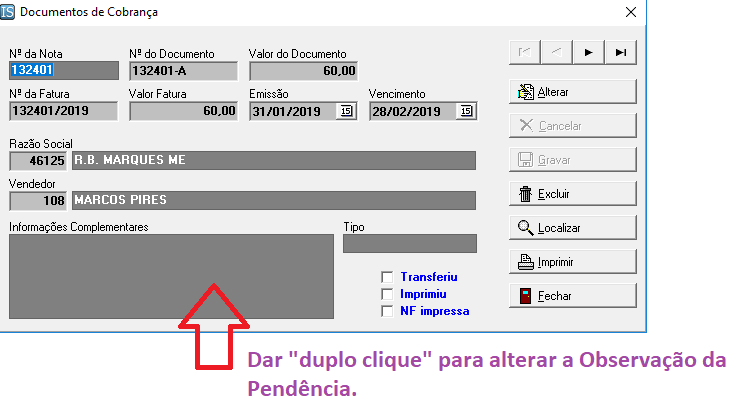 IS Documentos de Cobrança
Nº da Nota Nº do Documento Valor do Documento
132401 132401-A 60,00
Nº da Fatura Valor Fatura Emissão Vencimento
132401/2019 60,00 31/01/2019 15 28/02/2019 15
Razão Social
46125 R.B. MARQUES ME
Vendedor
108 MARCOS PIRES
Informações Complementares Tipo
Transferiu
Imprimiu
NF impressa
Alterar
Cancelar
Gravar
Excluir
Localizar
Imprimir
Fechar
Dar "duplo clique" para alterar a Observação da
Pendência.